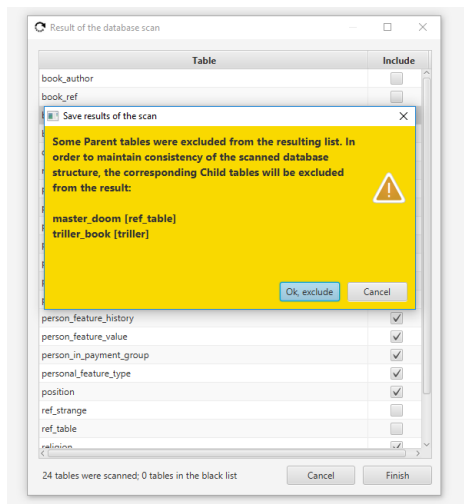 Result of the database scan
Table Include
book_author
book_ref
Save results of the scan
Some Parent tables were excluded from the resulting list. In
order to maintain consistency of the scanned database
structure, the corresponding Child tables will be excluded
from the result:
master_doom [ref_table]
triller_book [triller]
Ok, exclude Cancel
person_feature_history
person_feature_value
person_in_payment_group
personal_feature_type
position
ref_strange
ref_table
religion
24 tables were scanned; 0 tables in the black list Cancel Finish